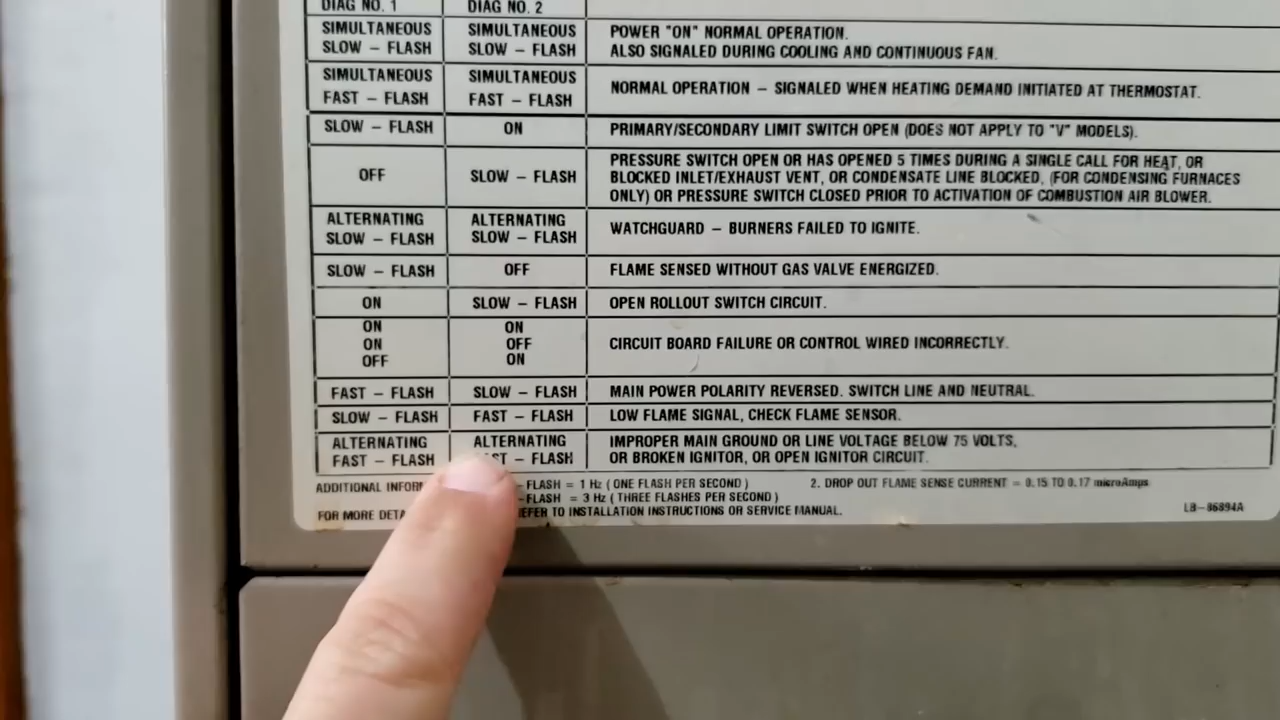 DIAG NO. 1 DIAG NO. 2
SIMULTANEOUS SIMULTANEOUS POWER "ON" NORMAL OPERATION.
SLOW – FLASH SLOW – FLASH ALSO SIGNALED DURING COOLING AND CONTINUOUS FAN.
SIMULTANEOUS SIMULTANEOUS
FAST – FLASH FAST – FLASH NORMAL OPERATION – SIGNALED WHEN HEATING DEMAND INITIATED AT THERMOSTAT.
SLOW – FLASH ON PRIMARY/SECONDARY LIMIT SWITCH OPEN (DOES NOT APPLY TO "V" MODELS).
PRESSURE SWITCH OPEN OR HAS OPENED 5 TIMES DURING A SINGLE CALL FOR HEAT, OR
OFF SLOW – FLASH BLOCKED INLET/EXHAUST VENT, OR CONDENSATE LINE BLOCKED, (FOR CONDENSING FURNACES
ONLY) OR PRESSURE SWITCH CLOSED PRIOR TO ACTIVATION OF COMBUSTION AIR BLOWER.
ALTERNATING ALTERNATING
SLOW – FLASH SLOW – FLASH WATCHGUARD – BURNERS FAILED TO IGNITE.
SLOW – FLASH OFF FLAME SENSED WITHOUT GAS VALVE ENERGIZED.
ON SLOW – FLASH OPEN ROLLOUT SWITCH CIRCUIT.
ON ON
ON OFF CIRCUIT BOARD FAILURE OR CONTROL WIRED INCORRECTLY.
OFF ON
FAST – FLASH SLOW – FLASH MAIN POWER POLARITY REVERSED. SWITCH LINE AND NEUTRAL.
SLOW – FLASH FAST – FLASH LOW FLAME SIGNAL, CHECK FLAME SENSOR.
ALTERNATING ALTERNATING IMPROPER MAIN GROUND OR LINE VOLTAGE BELOW 75 VOLTS,
FAST – FLASH – FLASH OR BROKEN IGNITOR, OR OPEN IGNITOR CIRCUIT.
ADDITIONAL – FLASH = 1 Hz ( ONE FLASH PER SECOND ) 2. DROP OUT FLAME SENSE CURRENT = 0.15 TO 0.17 microAmps
-FLASH = 3 Hz ( THREE FLASHES PER SECOND )
FOR MORE TO INSTALLATION INSTRUCTIONS OR SERVICE MANUAL. LB-86894A